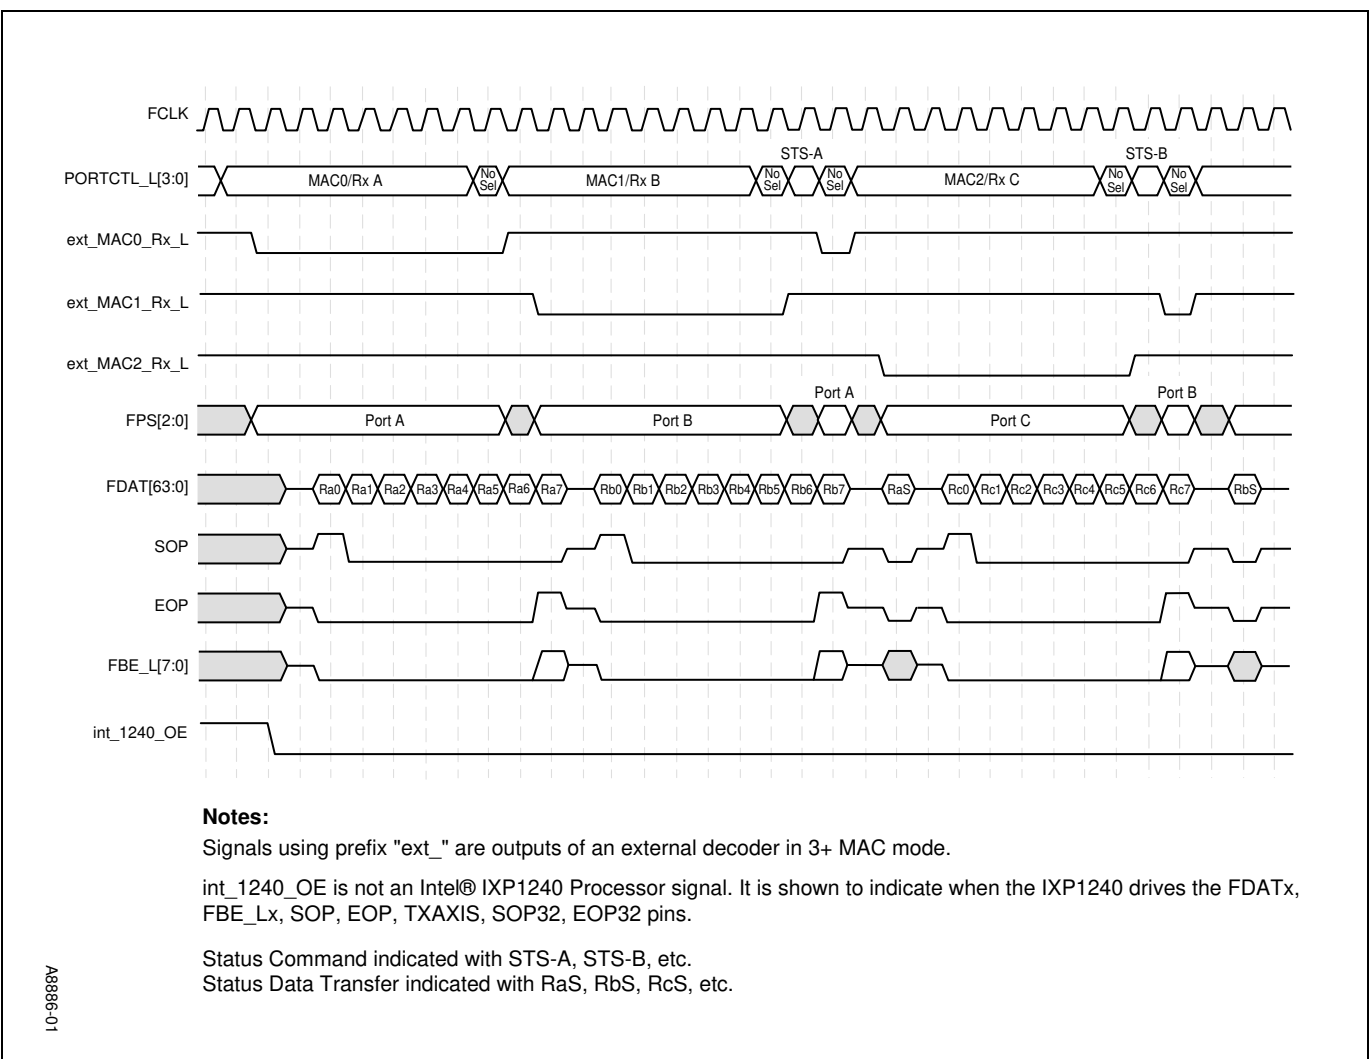 FCLK
STS-A STS-B
PORTCTL_L[3:0] MAC0/Rx A No Sel MAC1/Rx B No Sel No Sel MAC2/Rx C No Sel No Sel
ext_MAC0_Rx_L
ext_MAC1_Rx_L
ext_MAC2_Rx_L
Port A Port B
FPS[2:0] Port A Port B Port C
FDAT[63:0] Ra0 Ra1 Ra2 Ra3 Ra4 Ra5 Ra6 Ra7 Rb0 Rb1 Rb2 Rb3 Rb4 Rb5 Rb6 Rb7 RaS Rc0 Rc1 Rc2 Rc3 Rc4 Rc5 Rc6 Rc7 RbS
SOP
EOP
FBE_L[7:0]
int_1240_OE
Notes:
Signals using prefix "ext_" are outputs of an external decoder in 3+ MAC mode.
int_1240_OE is not an Intel® IXP1240 Processor signal. It is shown to indicate when the IXP1240 drives the FDATx,
FBE_Lx, SOP, EOP, TXAXIS, SOP32, EOP32 pins.
Status Command indicated with STS-A, STS-B, etc.
Status Data Transfer indicated with RaS, RbS, RcS, etc.
A8886-01